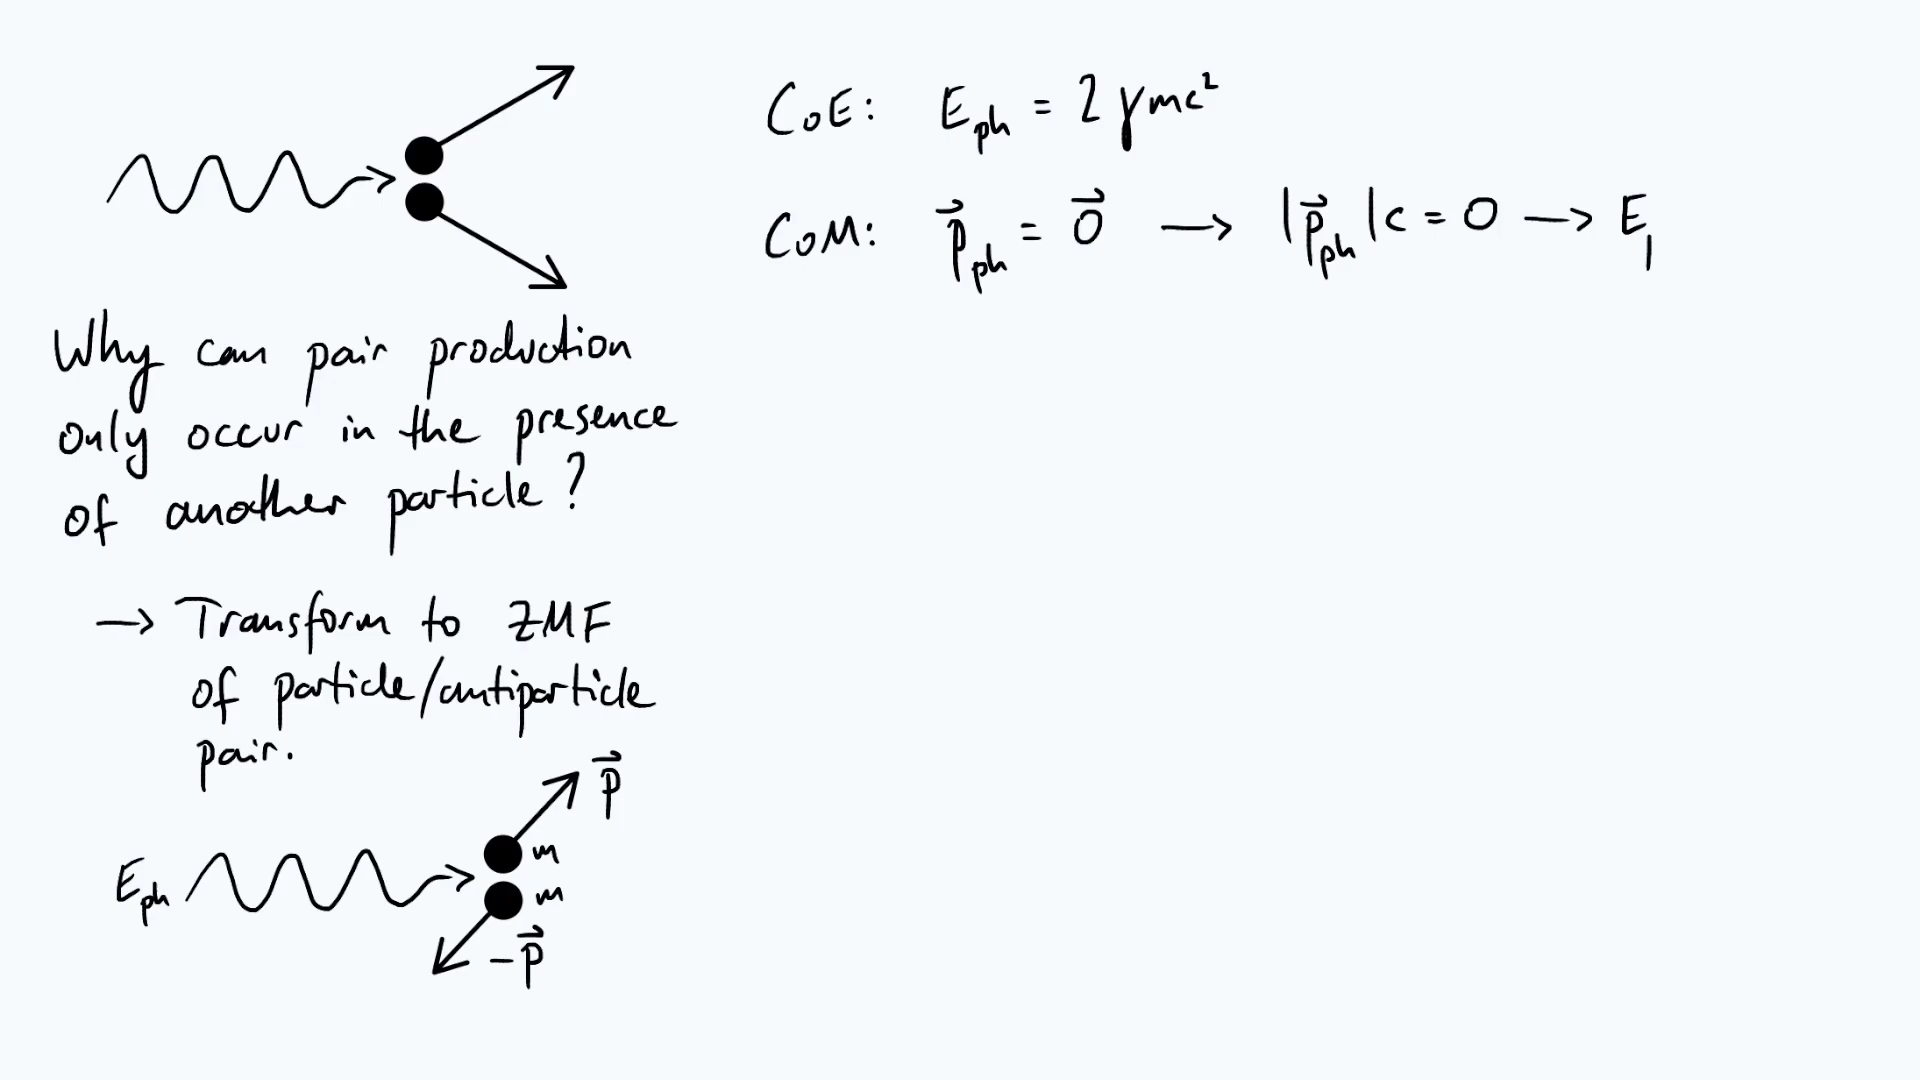 Why can pair production
only occur in the presence
of another particle?
→ Transform to ZMF
of particle/antiparticle
pair.
p⃗
E_ph
m
m
-p⃗
CoE: E_ph = 2γmc²
CoM: p⃗_ph = 0⃗ → |p⃗_ph|c = 0 → E